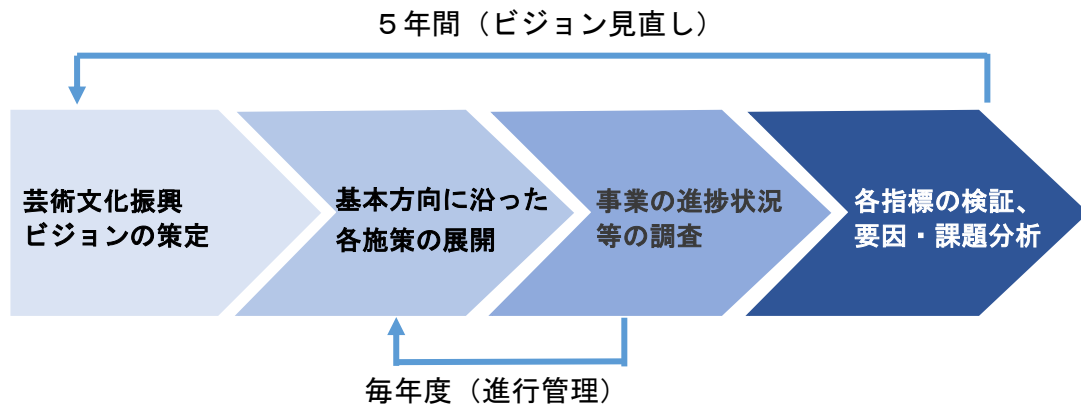 ５年間（ビジョン見直し）
芸術文化振興
ビジョンの策定
基本方向に沿った
各施策の展開
事業の進捗状況
等の調査
各指標の検証、
要因・課題分析
毎年度（進行管理）